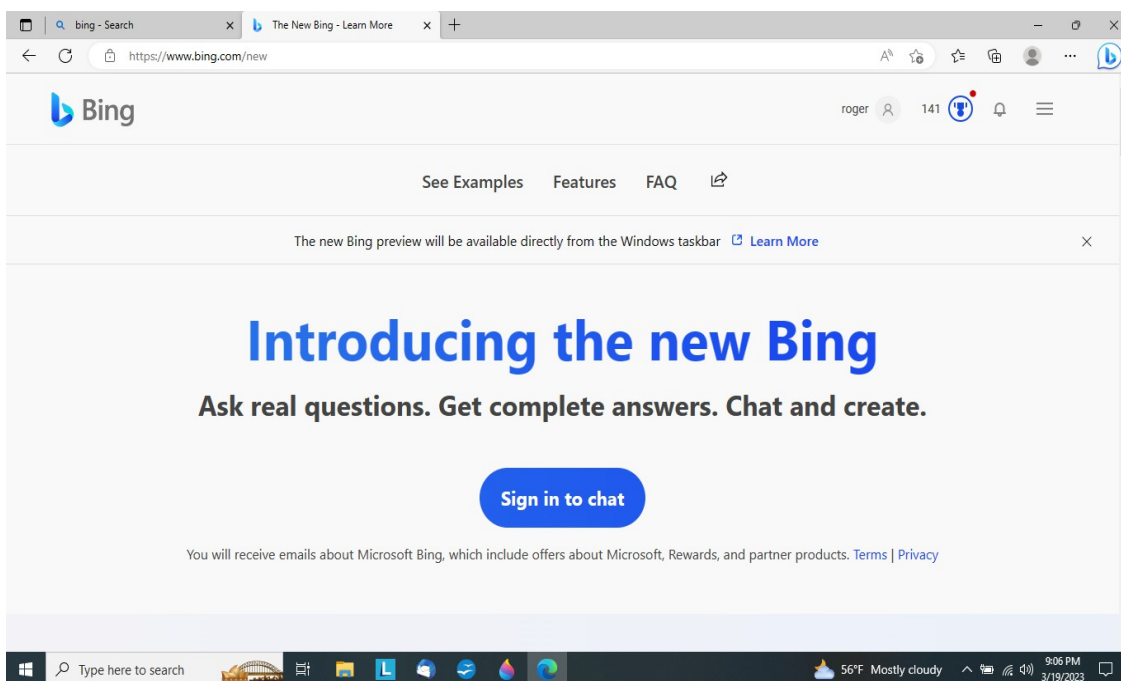 bing - Search
The New Bing - Learn More
https://www.bing.com/new
Bing
roger
141
See Examples Features FAQ
The new Bing preview will be available directly from the Windows taskbar Learn More
Introducing the new Bing
Ask real questions. Get complete answers. Chat and create.
Sign in to chat
You will receive emails about Microsoft Bing, which include offers about Microsoft, Rewards, and partner products. Terms | Privacy
Type here to search
L
56°F Mostly cloudy
9:06 PM
3/19/2023